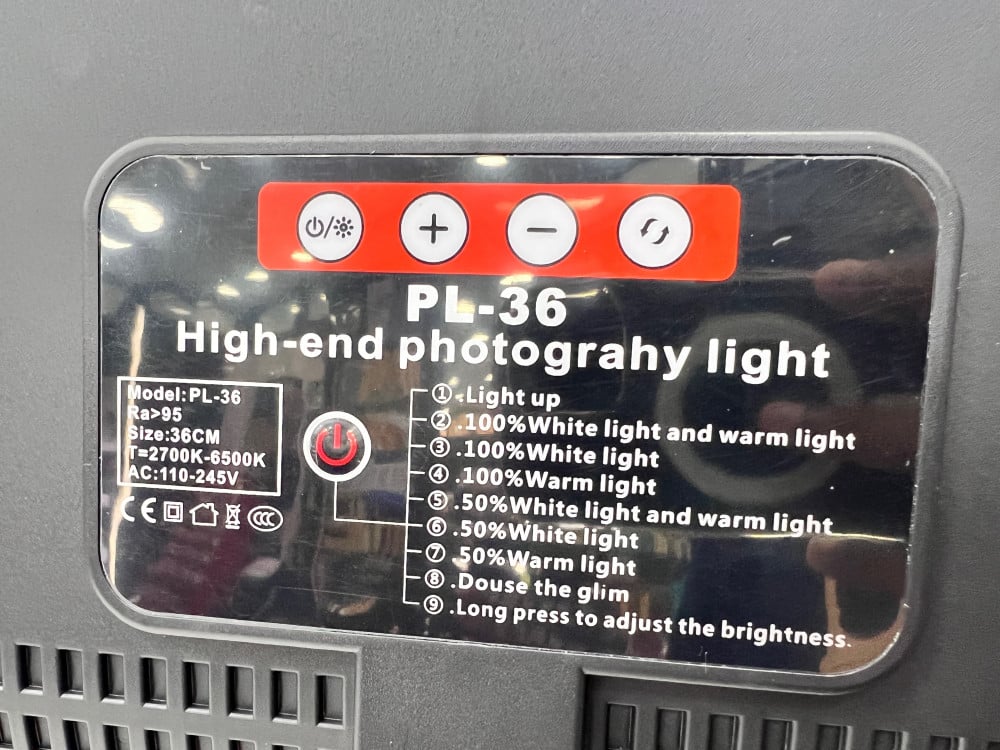 PL-36
High-end photograhy light
Model:PL-36
Ra>95
Size:36CM
T=2700K-6500K
AC:110-245V
CE
CCC
①.Light up
②.100%White light and warm light
③.100%White light
④.100%Warm light
⑤.50%White light and warm light
⑥.50%White light
⑦.50%Warm light
⑧.Douse the glim
⑨.Long press to adjust the brightness.